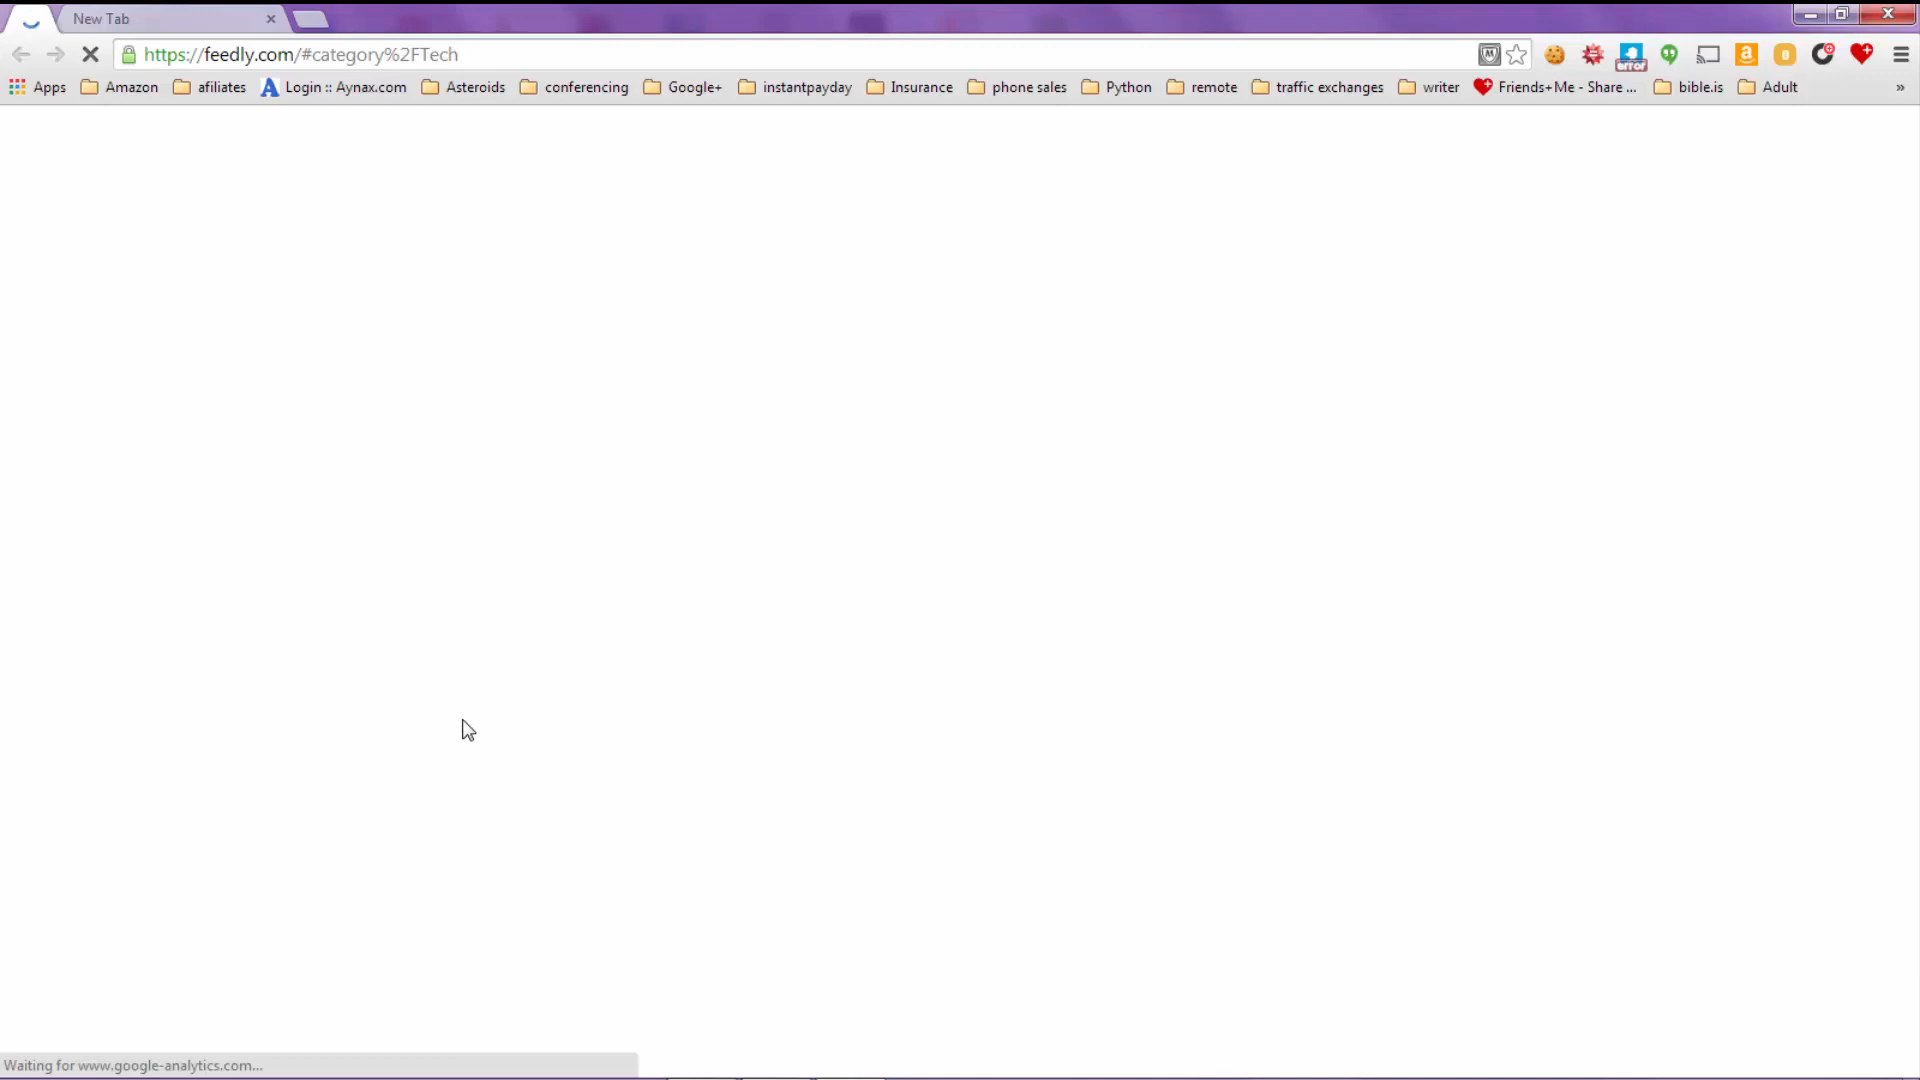 New Tab
https://feedly.com/#category%2FTech
error
Apps Amazon afiliates Login :: Aynax.com Asteroids conferencing Google+ instantpayday Insurance phone sales Python remote traffic exchanges writer Friends+Me - Share ... bible.is Adult »
Waiting for www.google-analytics.com...